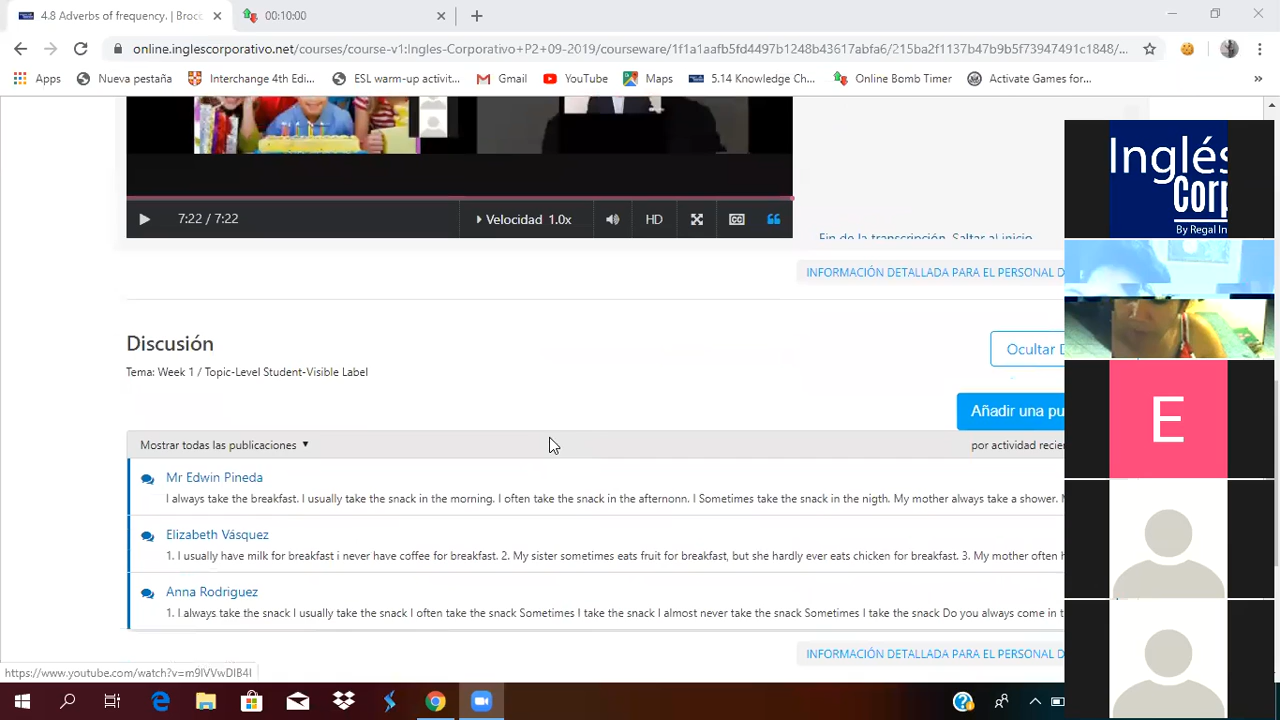 4.8 Adverbs of frequency. | Broco
00:10:00
online.inglescorporativo.net/courses/course-v1:Ingles-Corporativo+P2+09-2019/courseware/1f1a1aafb5fd4497b1248b43617abfa6/215ba2f1137b47b9b5f73947491c1848/...
Apps
Nueva pestaña
Interchange 4th Edi...
ESL warm-up activit...
Gmail
YouTube
Maps
5.14 Knowledge Ch...
Online Bomb Timer
Activate Games for...
»
Inglés
Corp
By Regal In
7:22 / 7:22
Velocidad 1.0x
HD
Fin de la transcripción. Saltar al inicio.
INFORMACIÓN DETALLADA PARA EL PERSONAL D
Discusión
Ocultar D
Tema: Week 1 / Topic-Level Student-Visible Label
Añadir una pu
Mostrar todas las publicaciones
por actividad recien
Mr Edwin Pineda
I always take the breakfast. I usually take the snack in the morning. I often take the snack in the afternonn. I Sometimes take the snack in the nigth. My mother always take a shower. M
Elizabeth Vásquez
1. I usually have milk for breakfast i never have coffee for breakfast. 2. My sister sometimes eats fruit for breakfast, but she hardly ever eats chicken for breakfast. 3. My mother often h
Anna Rodriguez
1. I always take the snack I usually take the snack I often take the snack Sometimes I take the snack I almost never take the snack Sometimes I take the snack Do you always come in t
INFORMACIÓN DETALLADA PARA EL PERSONAL D
E
https://www.youtube.com/watch?v=m9IVVwDIB4I